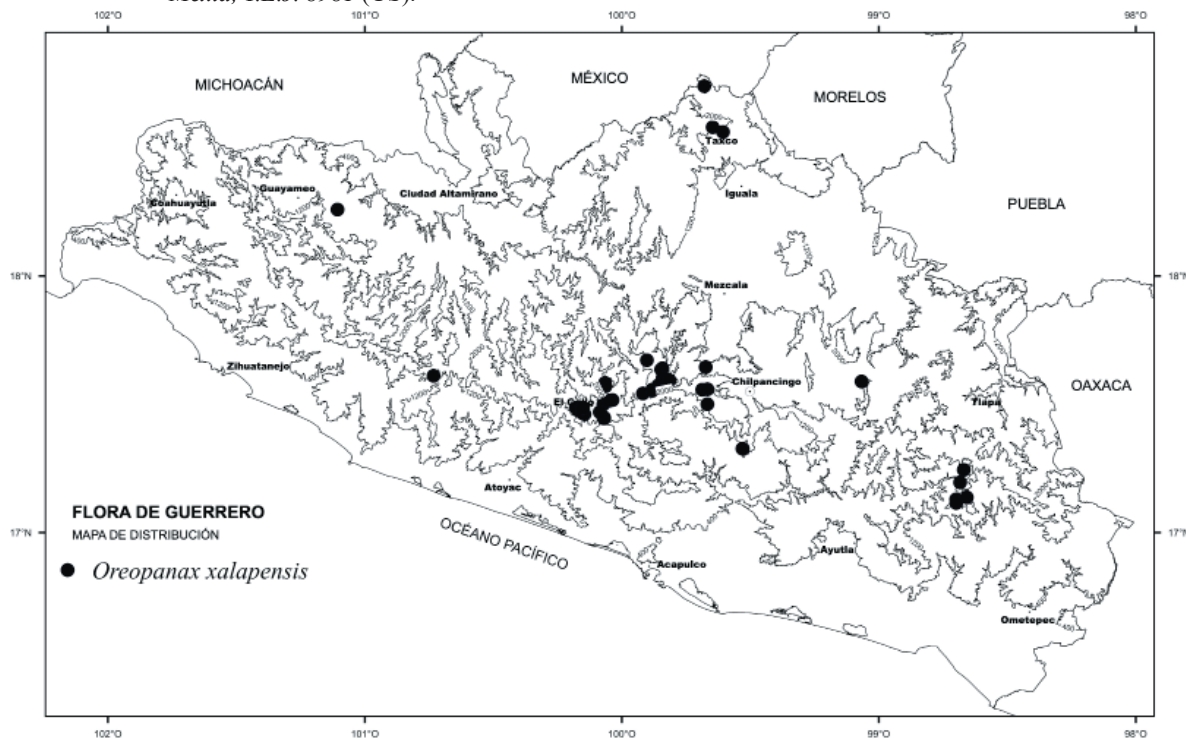 102°O 101°O 100°O 99°O 98°O
MICHOACÁN
MÉXICO
MORELOS
Taxco
Guayameo
Coahuayutla
Ciudad Altamirano
Iguala
PUEBLA
18°N 18°N
Mezcala
Zihuatanejo
Chilpancingo
OAXACA
Tlapa
Atoyac
FLORA DE GUERRERO
MAPA DE DISTRIBUCIÓN
OCÉANO PACÍFICO
17°N 17°N
Ayutla
Acapulco
Oreopanax xalapensis
Ometepec
102°O 101°O 100°O 99°O 98°O